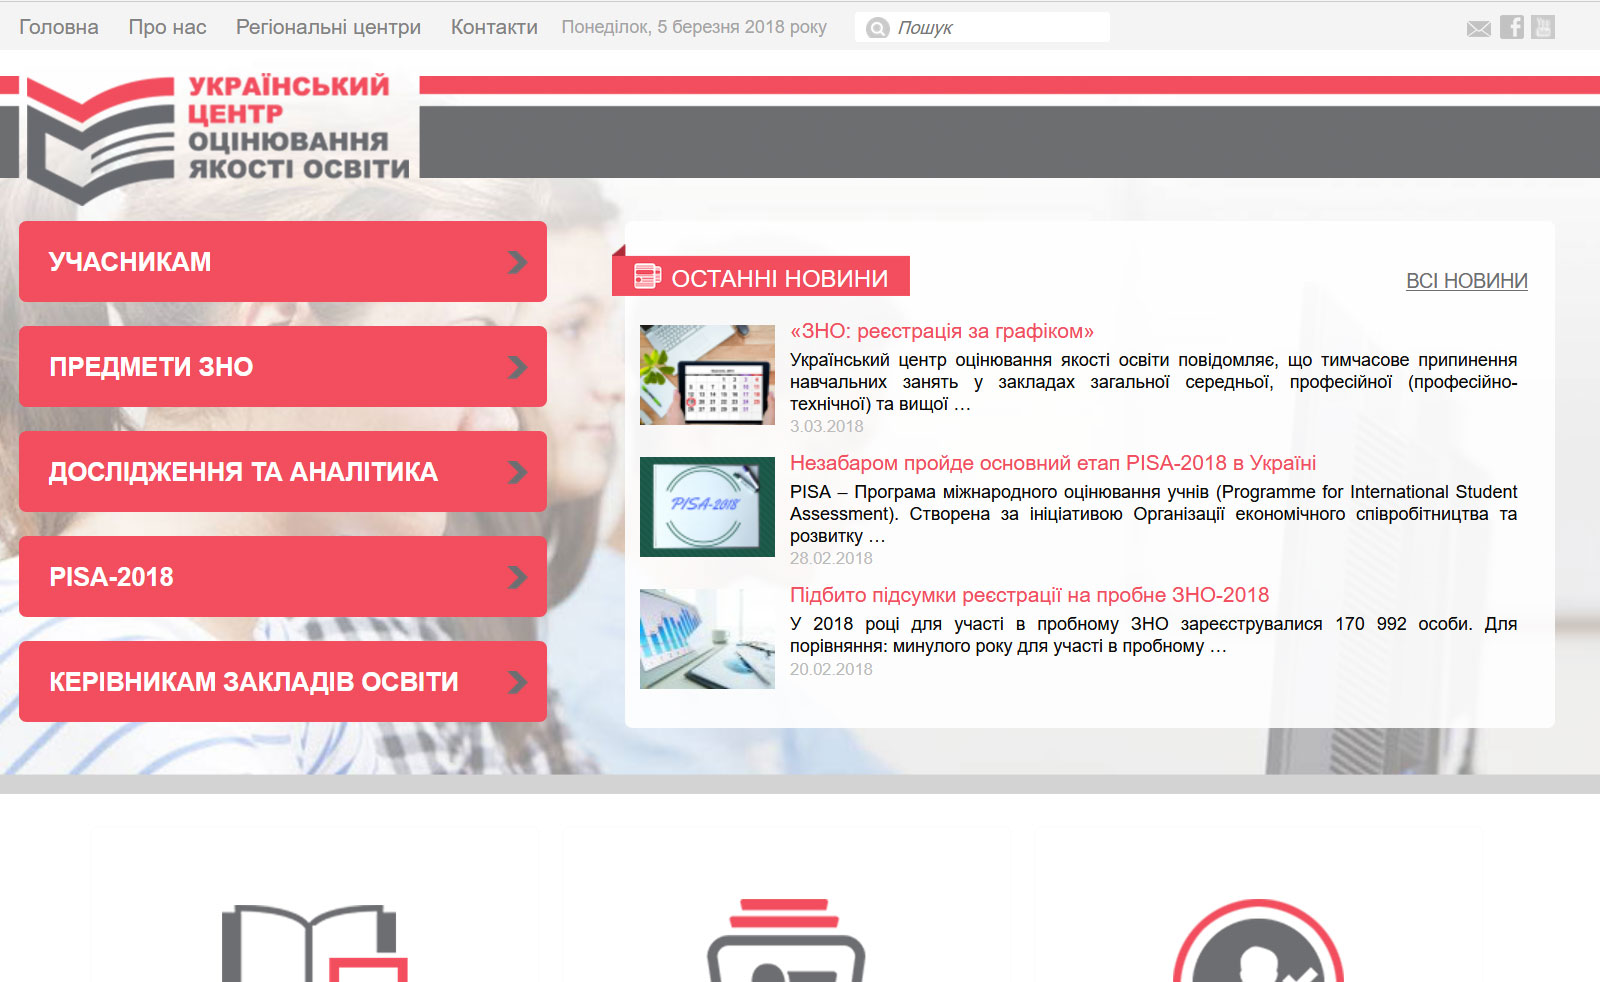 Головна Про нас Регіональні центри Контакти Понеділок, 5 березня 2018 року Пошук
УКРАЇНСЬКИЙ
ЦЕНТР
ОЦІНЮВАННЯ
ЯКОСТІ ОСВІТИ
УЧАСНИКАМ
ПРЕДМЕТИ ЗНО
ДОСЛІДЖЕННЯ ТА АНАЛІТИКА
PISA-2018
КЕРІВНИКАМ ЗАКЛАДІВ ОСВІТИ
ОСТАННІ НОВИНИ
ВСІ НОВИНИ
«ЗНО: реєстрація за графіком»
Український центр оцінювання якості освіти повідомляє, що тимчасове припинення
навчальних занять у закладах загальної середньої, професійної (професійно-
технічної) та вищої …
3.03.2018
PISA-2018
Незабаром пройде основний етап PISA-2018 в Україні
PISA – Програма міжнародного оцінювання учнів (Programme for International Student
Assessment). Створена за ініціативою Організації економічного співробітництва та
розвитку …
28.02.2018
Підбито підсумки реєстрації на пробне ЗНО-2018
У 2018 році для участі в пробному ЗНО зареєструвалися 170 992 особи. Для
порівняння: минулого року для участі в пробному …
20.02.2018